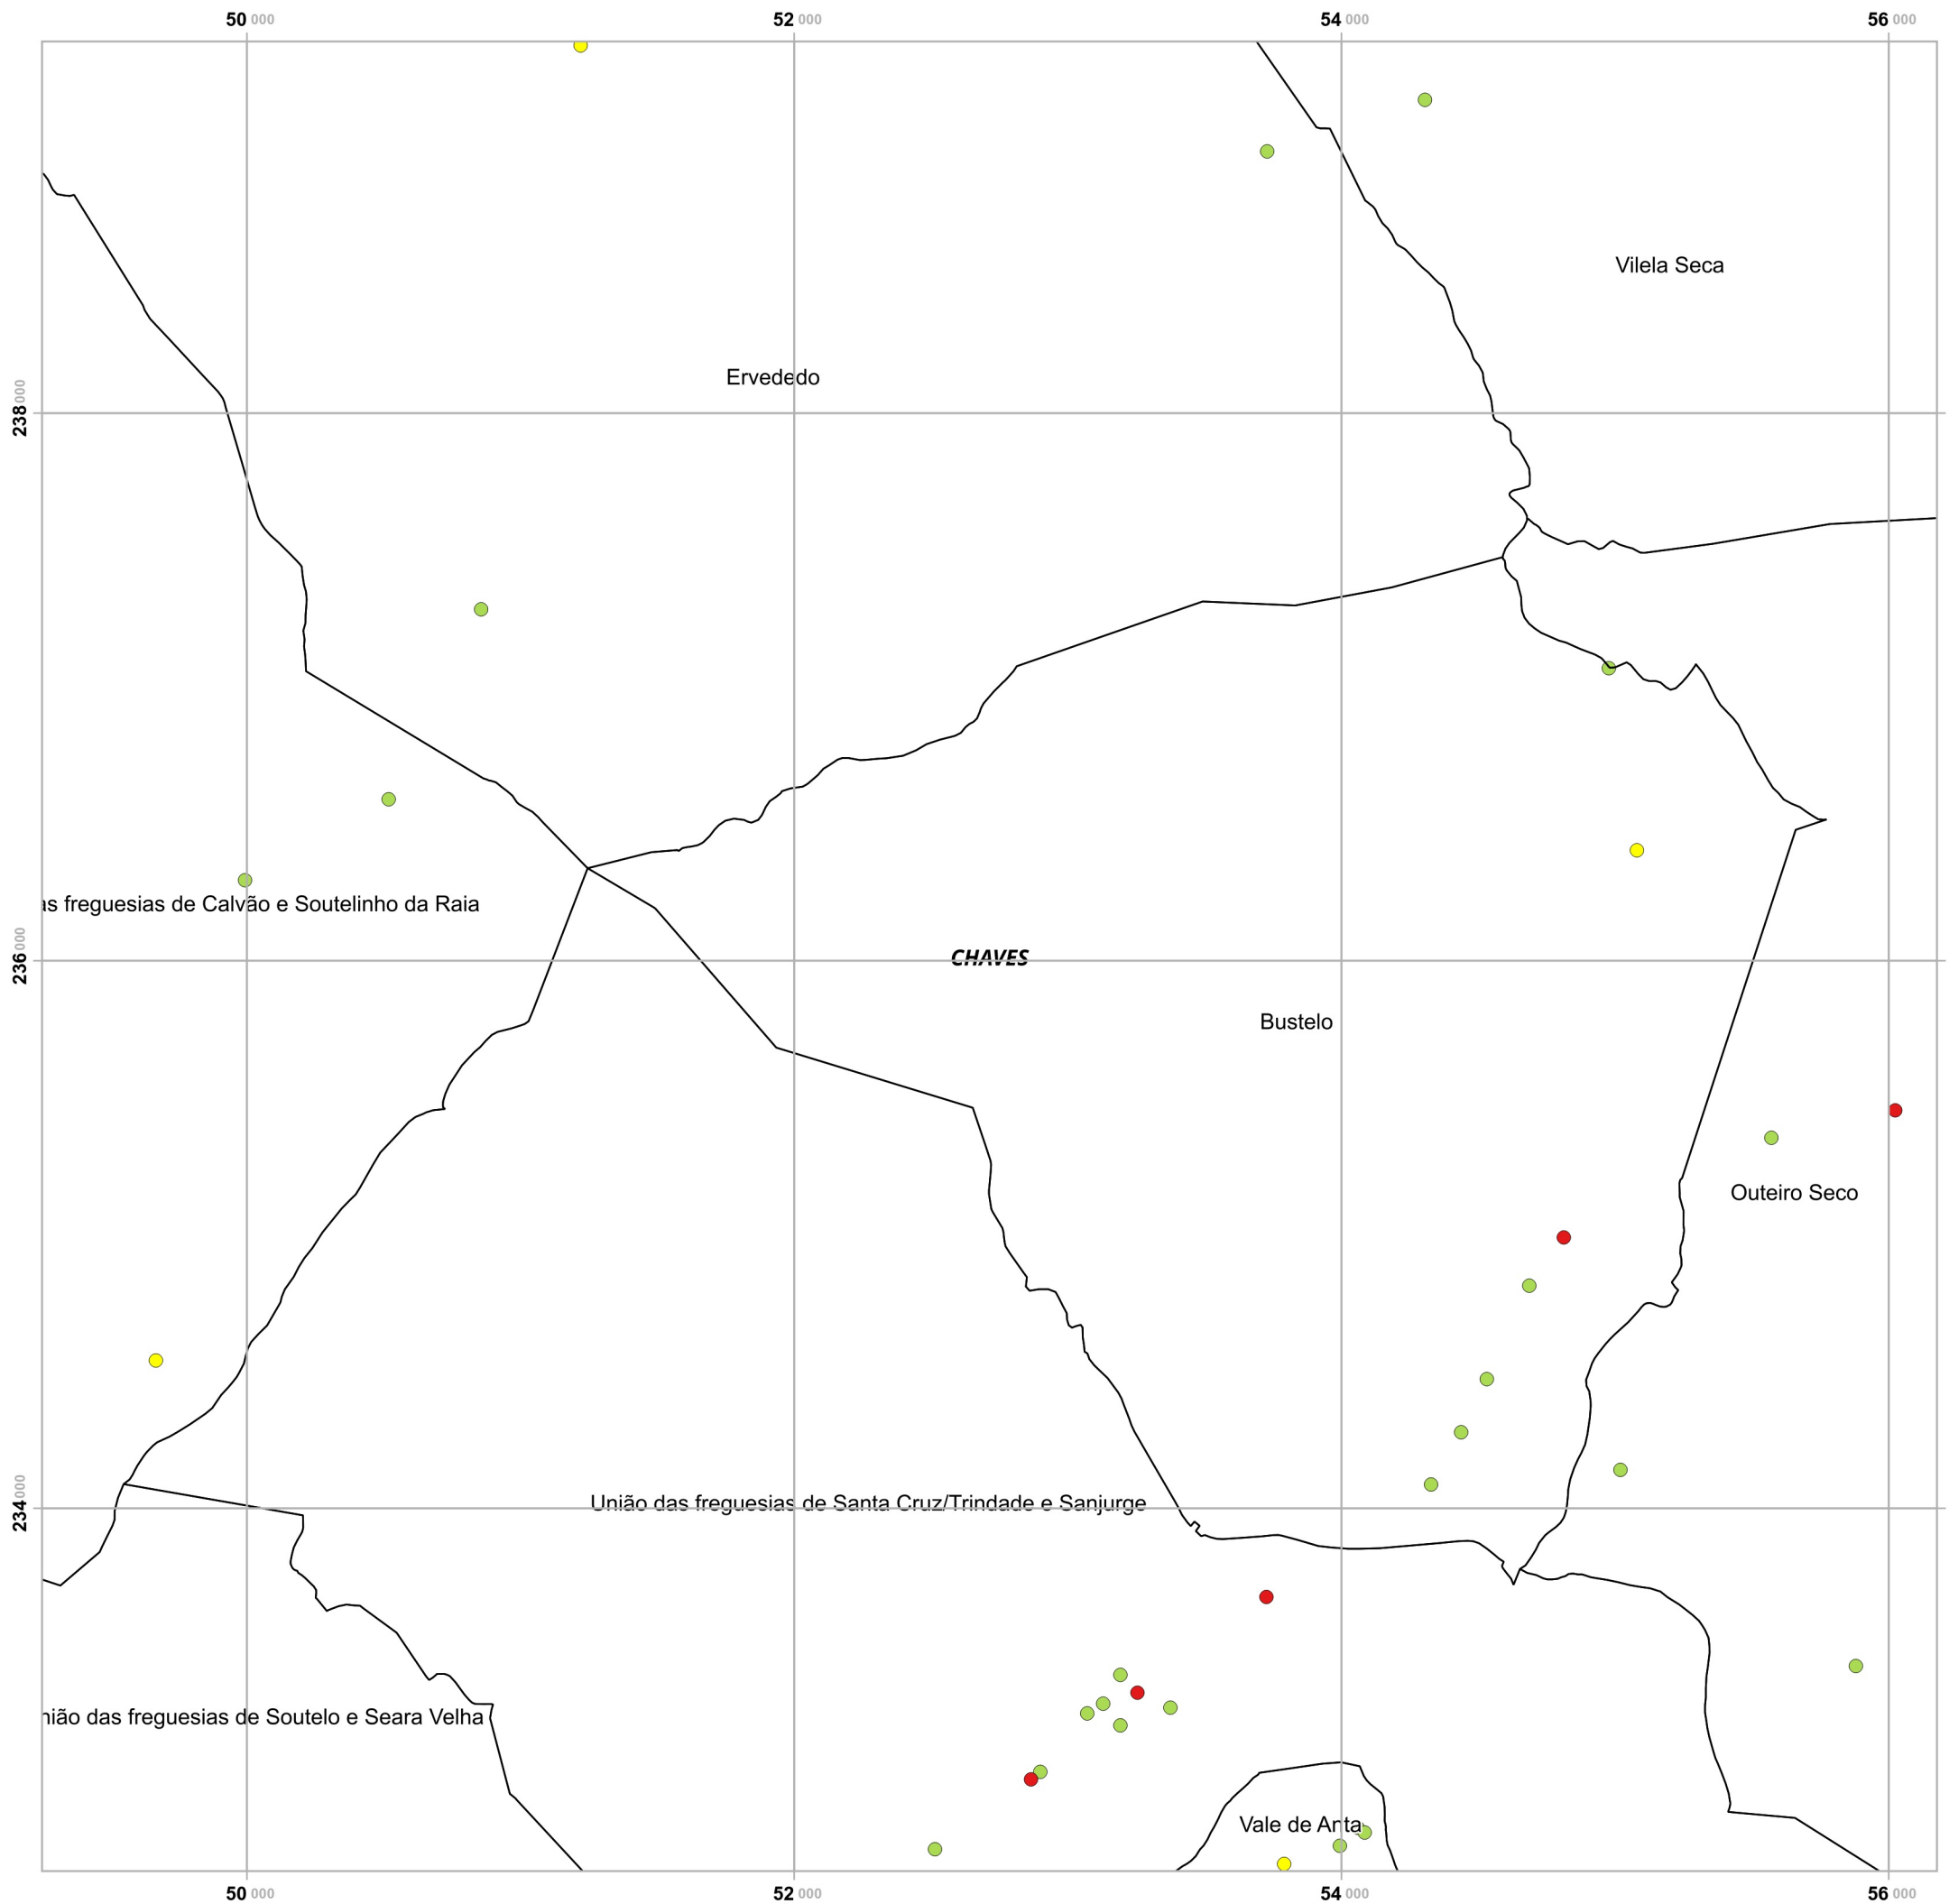 50 000 52 000 54 000 56 000
Vilela Seca
Ervededo
238 000
as freguesias de Calvão e Soutelinho da Raia
236 000
CHAVES
Bustelo
Outeiro Seco
234 000
União das freguesias de Santa Cruz/Trindade e Sanjurge
nião das freguesias de Soutelo e Seara Velha
Vale de Anta
50 000 52 000 54 000 56 000